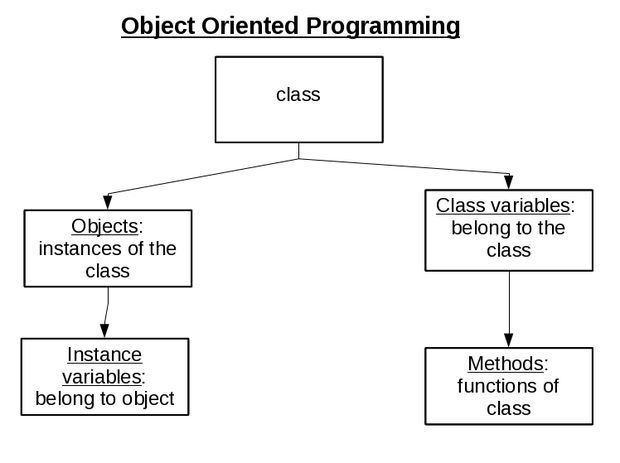 Object Oriented Programming
class
Objects:
instances of the
class
Class variables:
belong to the
class
Instance
variables:
belong to object
Methods:
functions of
class